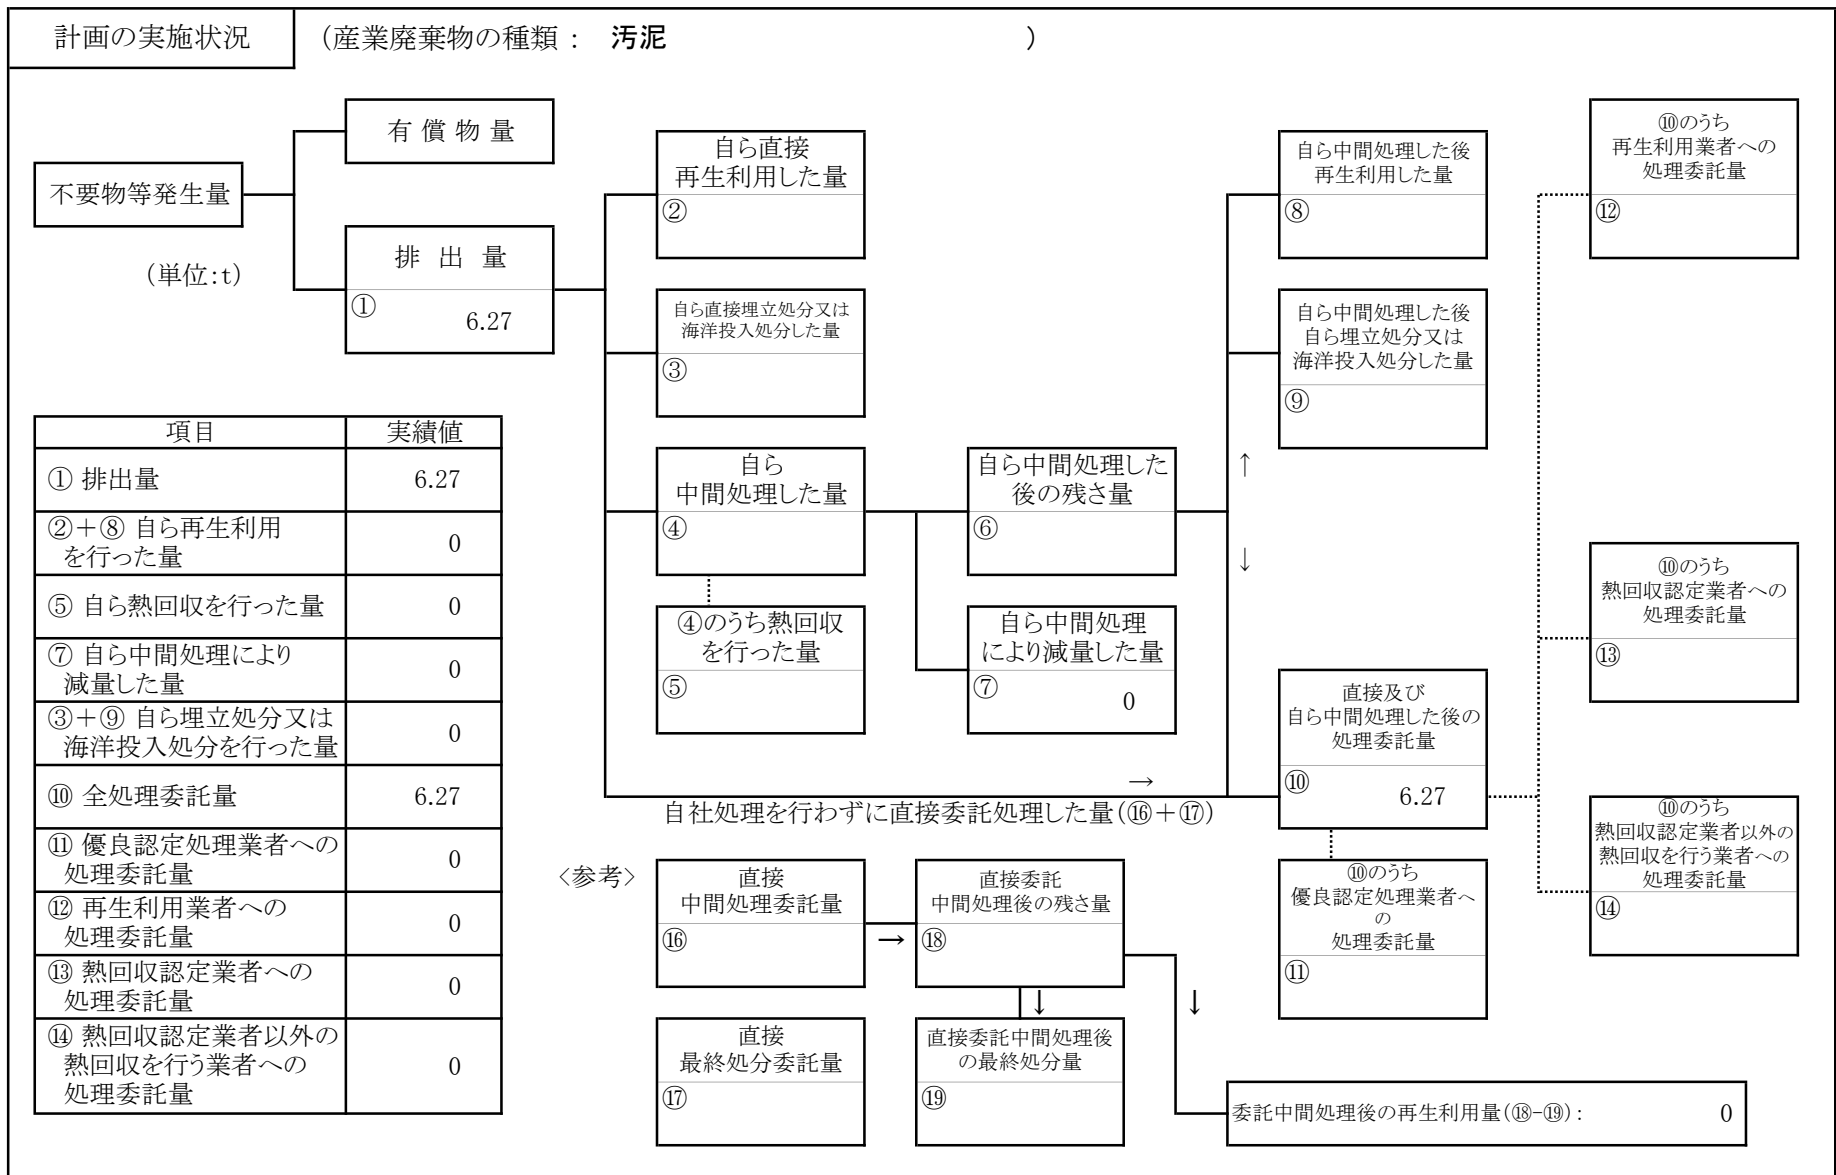 計画の実施状況
（産業廃棄物の種類： 汚泥 ）
有 償 物 量
不要物等発生量
（単位:t）
排 出 量
①
6.27
自ら直接
再生利用した量
②
自ら直接埋立処分又は
海洋投入処分した量
③
自ら
中間処理した量
④
④のうち熱回収
を行った量
⑤
自ら中間処理した
後の残さ量
⑥
自ら中間処理
により減量した量
⑦
0
自ら中間処理した後
再生利用した量
⑧
自ら中間処理した後
自ら埋立処分又は
海洋投入処分した量
⑨
↑
↓
直接及び
自ら中間処理した後の
処理委託量
⑩
6.27
→
自社処理を行わずに直接委託処理した量（⑯＋⑰）
⑩のうち
優良認定処理業者へ
の
処理委託量
⑪
⑩のうち
再生利用業者への
処理委託量
⑫
⑩のうち
熱回収認定業者への
処理委託量
⑬
⑩のうち
熱回収認定業者以外の
熱回収を行う業者への
処理委託量
⑭
項目 実績値
① 排出量 6.27
②＋⑧ 自ら再生利用
を行った量 0
⑤ 自ら熱回収を行った量 0
⑦ 自ら中間処理により
減量した量 0
③＋⑨ 自ら埋立処分又は
海洋投入処分を行った量 0
⑩ 全処理委託量 6.27
⑪ 優良認定処理業者への
処理委託量 0
⑫ 再生利用業者への
処理委託量 0
⑬ 熱回収認定業者への
処理委託量 0
⑭ 熱回収認定業者以外の
熱回収を行う業者への
処理委託量 0
〈参考〉
直接
中間処理委託量
⑯
→
直接委託
中間処理後の残さ量
⑱
↓
↓
直接
最終処分委託量
⑰
直接委託中間処理後
の最終処分量
⑲
委託中間処理後の再生利用量(⑱-⑲)： 0